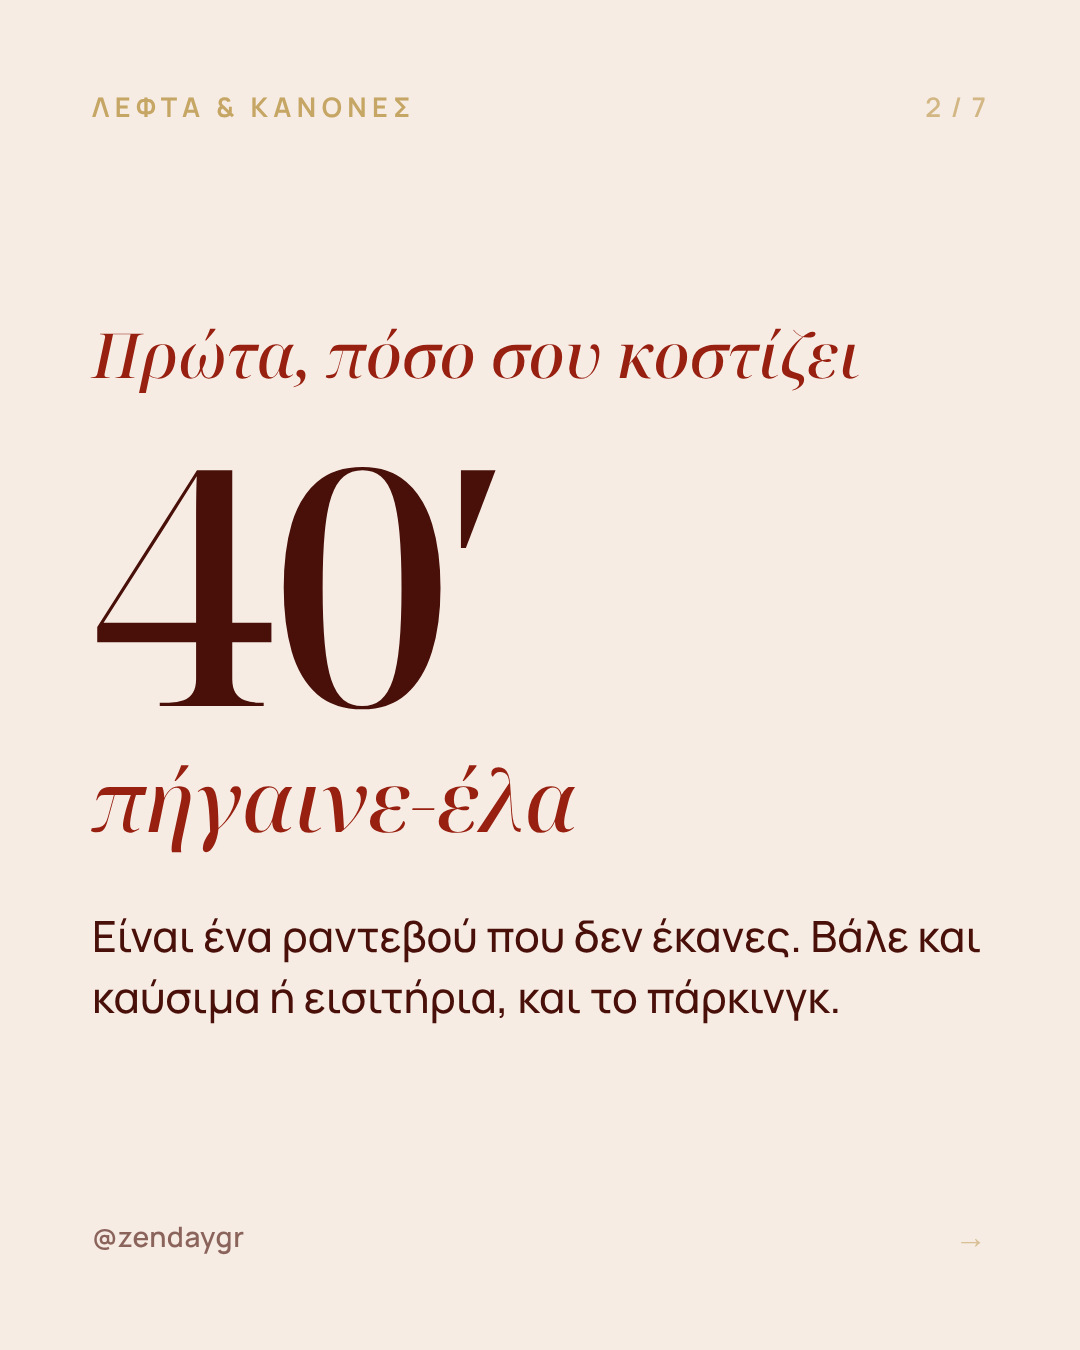 ΛΕΦΤΑ & ΚΑΝΟΝΕΣ
2 / 7
Πρώτα, πόσο σου κοστίζει
40′
πήγαινε-έλα
Είναι ένα ραντεβού που δεν έκανες. Βάλε και
καύσιμα ή εισιτήρια, και το πάρκινγκ.
@zendaygr
→